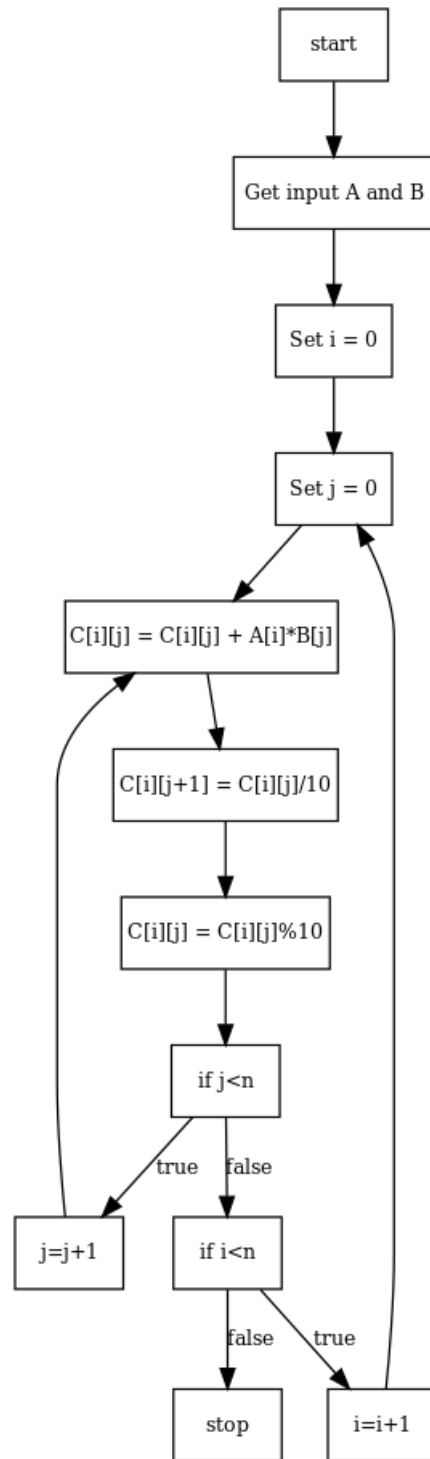 start
Get input A and B
Set i = 0
Set j = 0
C[i][j] = C[i][j] + A[i]*B[j]
C[i][j+1] = C[i][j]/10
C[i][j] = C[i][j]%10
if j<n
true
false
j=j+1
if i<n
false
true
stop
i=i+1